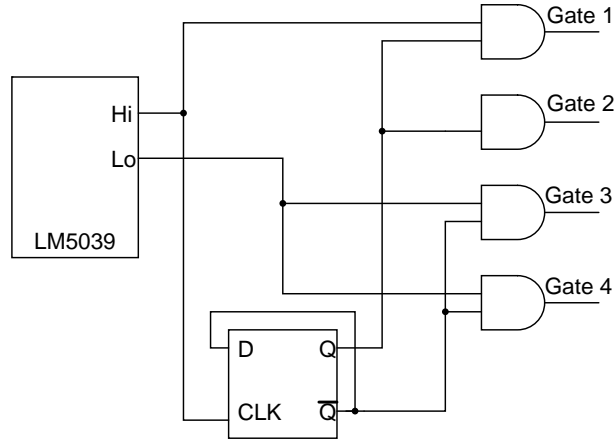 Gate 1
Hi
Gate 2
Lo
Gate 3
LM5039
Gate 4
D Q
CLK Q̅